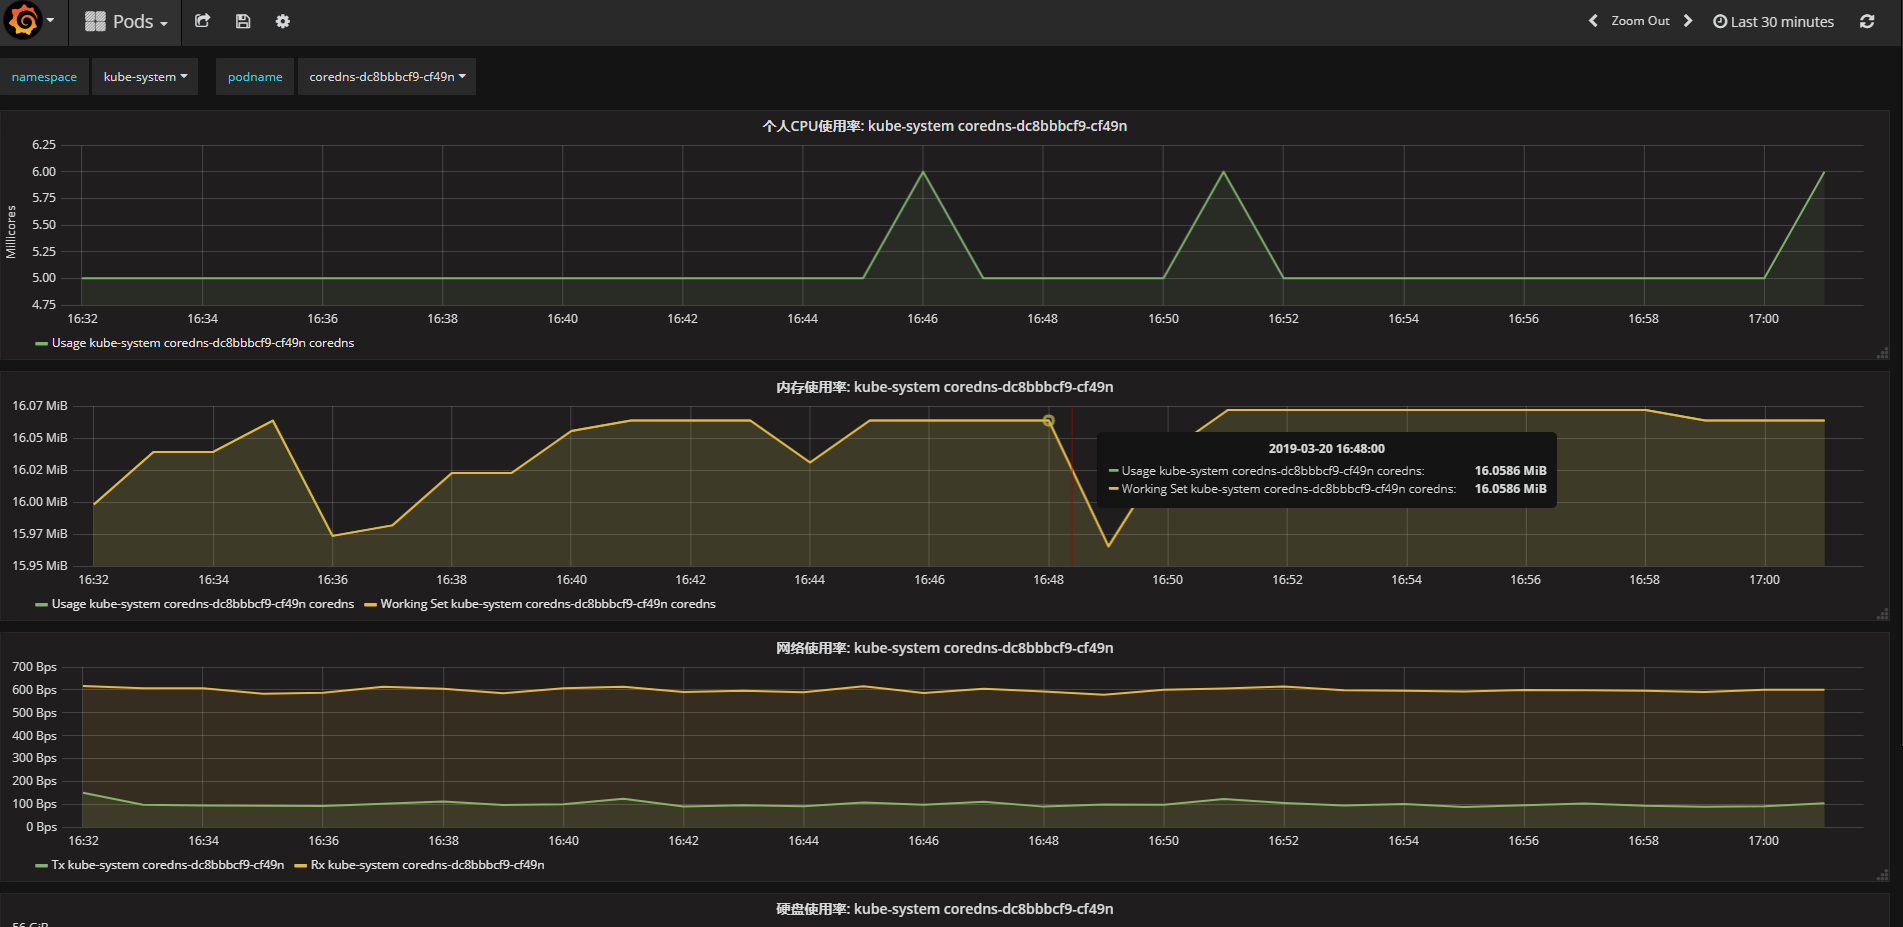 Pods
Zoom Out
Last 30 minutes
namespace
kube-system
podname
coredns-dc8bbbcf9-cf49n
个人CPU使用率: kube-system coredns-dc8bbbcf9-cf49n
Millicores
6.25
6.00
5.75
5.50
5.25
5.00
4.75
16:32 16:34 16:36 16:38 16:40 16:42 16:44 16:46 16:48 16:50 16:52 16:54 16:56 16:58 17:00
Usage kube-system coredns-dc8bbbcf9-cf49n coredns
内存使用率: kube-system coredns-dc8bbbcf9-cf49n
16.07 MiB
16.05 MiB
16.02 MiB
16.00 MiB
15.97 MiB
15.95 MiB
2019-03-20 16:48:00
Usage kube-system coredns-dc8bbbcf9-cf49n coredns: 16.0586 MiB
Working Set kube-system coredns-dc8bbbcf9-cf49n coredns: 16.0586 MiB
16:32 16:34 16:36 16:38 16:40 16:42 16:44 16:46 16:48 16:50 16:52 16:54 16:56 16:58 17:00
Usage kube-system coredns-dc8bbbcf9-cf49n coredns Working Set kube-system coredns-dc8bbbcf9-cf49n coredns
网络使用率: kube-system coredns-dc8bbbcf9-cf49n
700 Bps
600 Bps
500 Bps
400 Bps
300 Bps
200 Bps
100 Bps
0 Bps
16:32 16:34 16:36 16:38 16:40 16:42 16:44 16:46 16:48 16:50 16:52 16:54 16:56 16:58 17:00
Tx kube-system coredns-dc8bbbcf9-cf49n Rx kube-system coredns-dc8bbbcf9-cf49n
硬盘使用率: kube-system coredns-dc8bbbcf9-cf49n
56 GiB